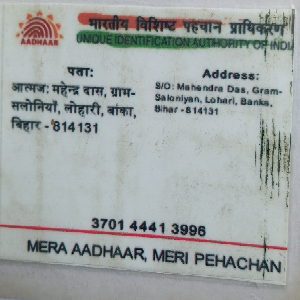 भारतीय विशिष्ट पहचान प्राधिकरण
UNIQUE IDENTIFICATION AUTHORITY OF INDI
AADHAAR
पता:
आत्मज: महेन्द्र दास, ग्राम-
सलोनियाँ, लोहारी, बांका,
बिहार - 814131
Address:
S/O: Mahendra Das, Gram-
Saloniyan, Lohari, Banka,
Bihar - 814131
3701 4441 3996
MERA AADHAAR, MERI PEHACHAN